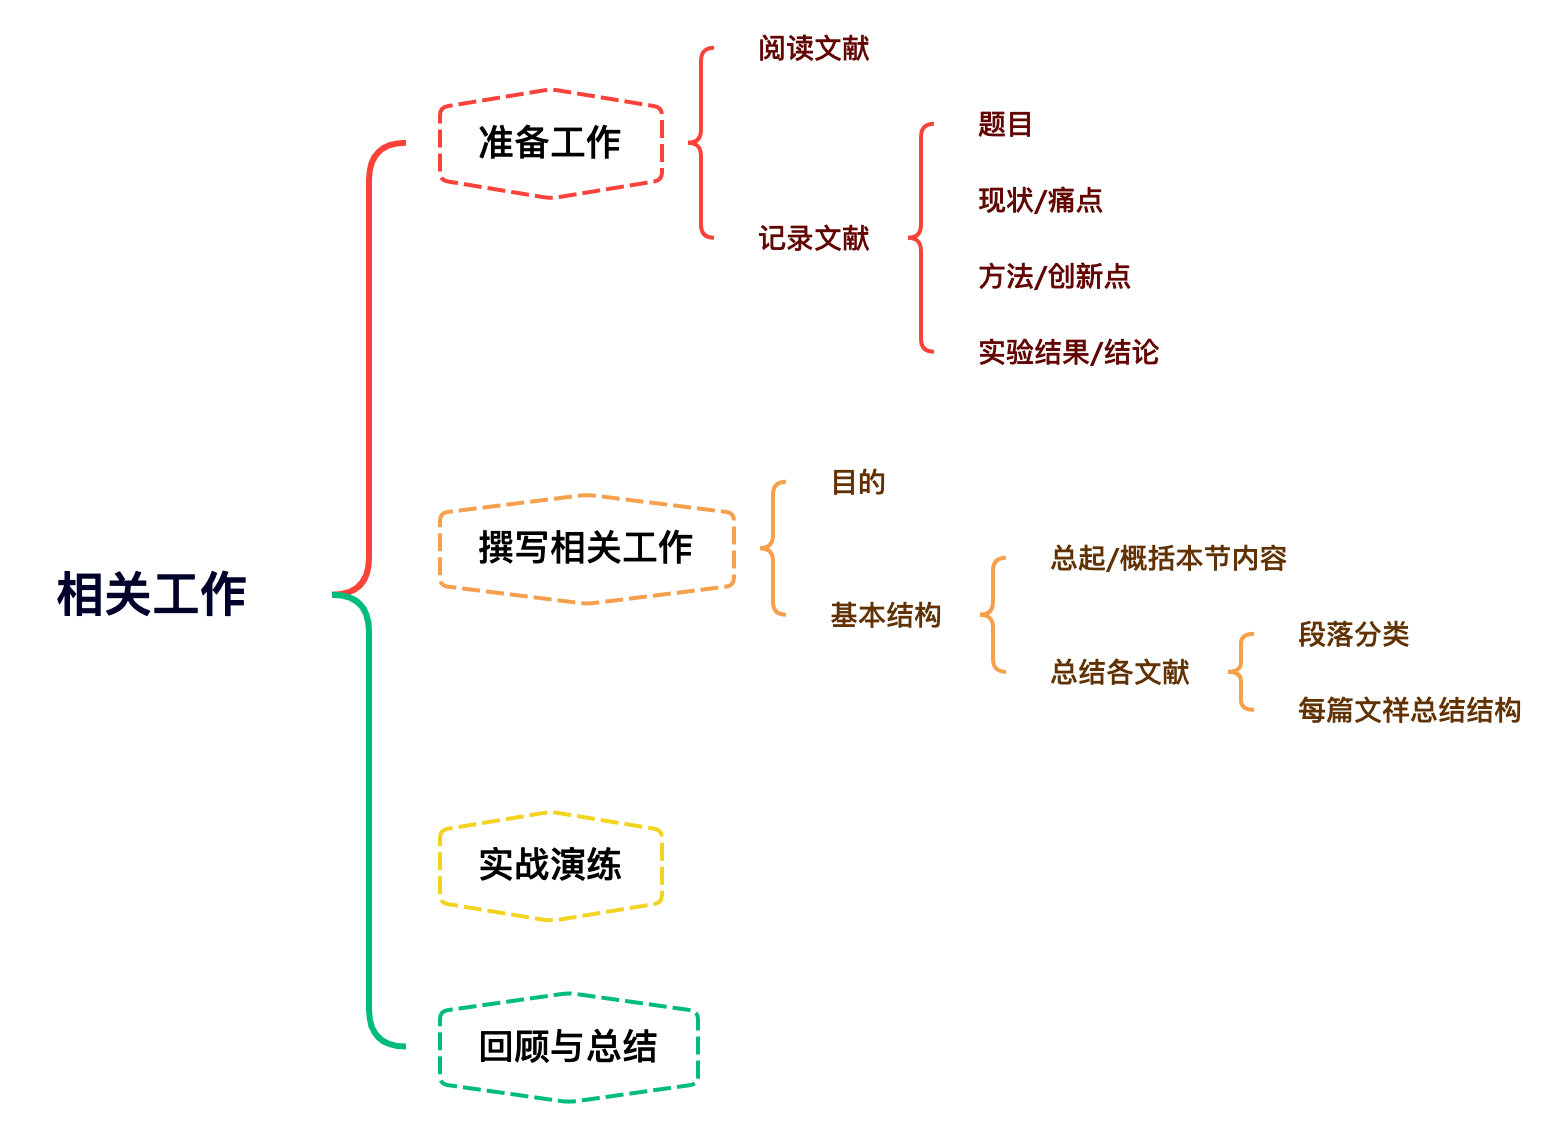 相关工作
准备工作
阅读文献
记录文献
题目
现状/痛点
方法/创新点
实验结果/结论
撰写相关工作
目的
基本结构
总起/概括本节内容
总结各文献
段落分类
每篇文祥总结结构
实战演练
回顾与总结